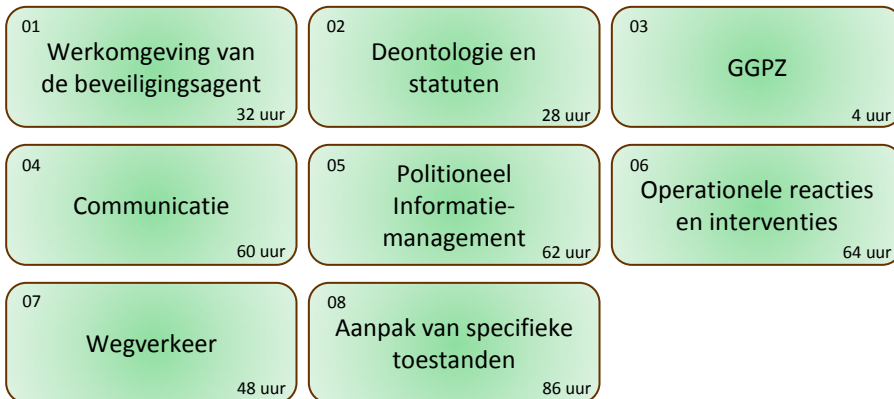 01
Werkomgeving van
de beveiligingsagent
32 uur
02
Deontologie en
statuten
28 uur
03
GGPZ
4 uur
04
Communicatie
60 uur
05
Politioneel
Informatie-
management
62 uur
06
Operationele reacties
en interventies
64 uur
07
Wegverkeer
48 uur
08
Aanpak van specifieke
toestanden
86 uur